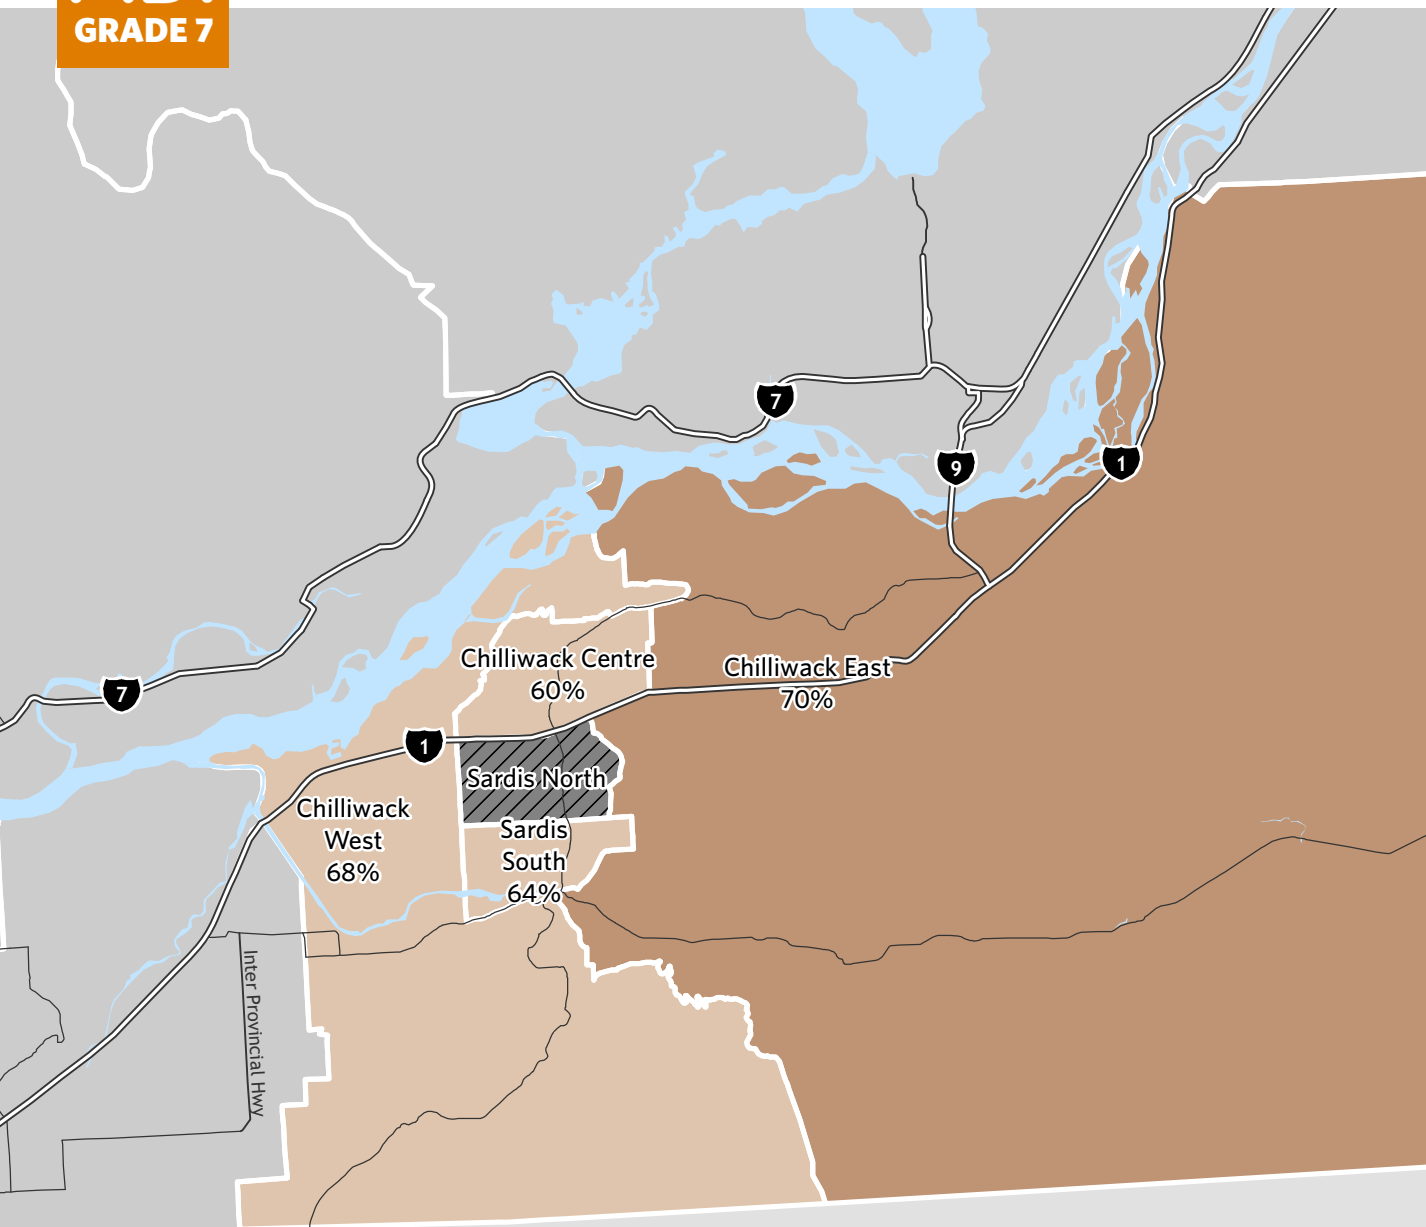 GRADE 7
7
9
1
Chilliwack Centre
60%
Chilliwack East
70%
7
1
Sardis North
Chilliwack
West
68%
Sardis
South
64%
Inter Provincial Hwy